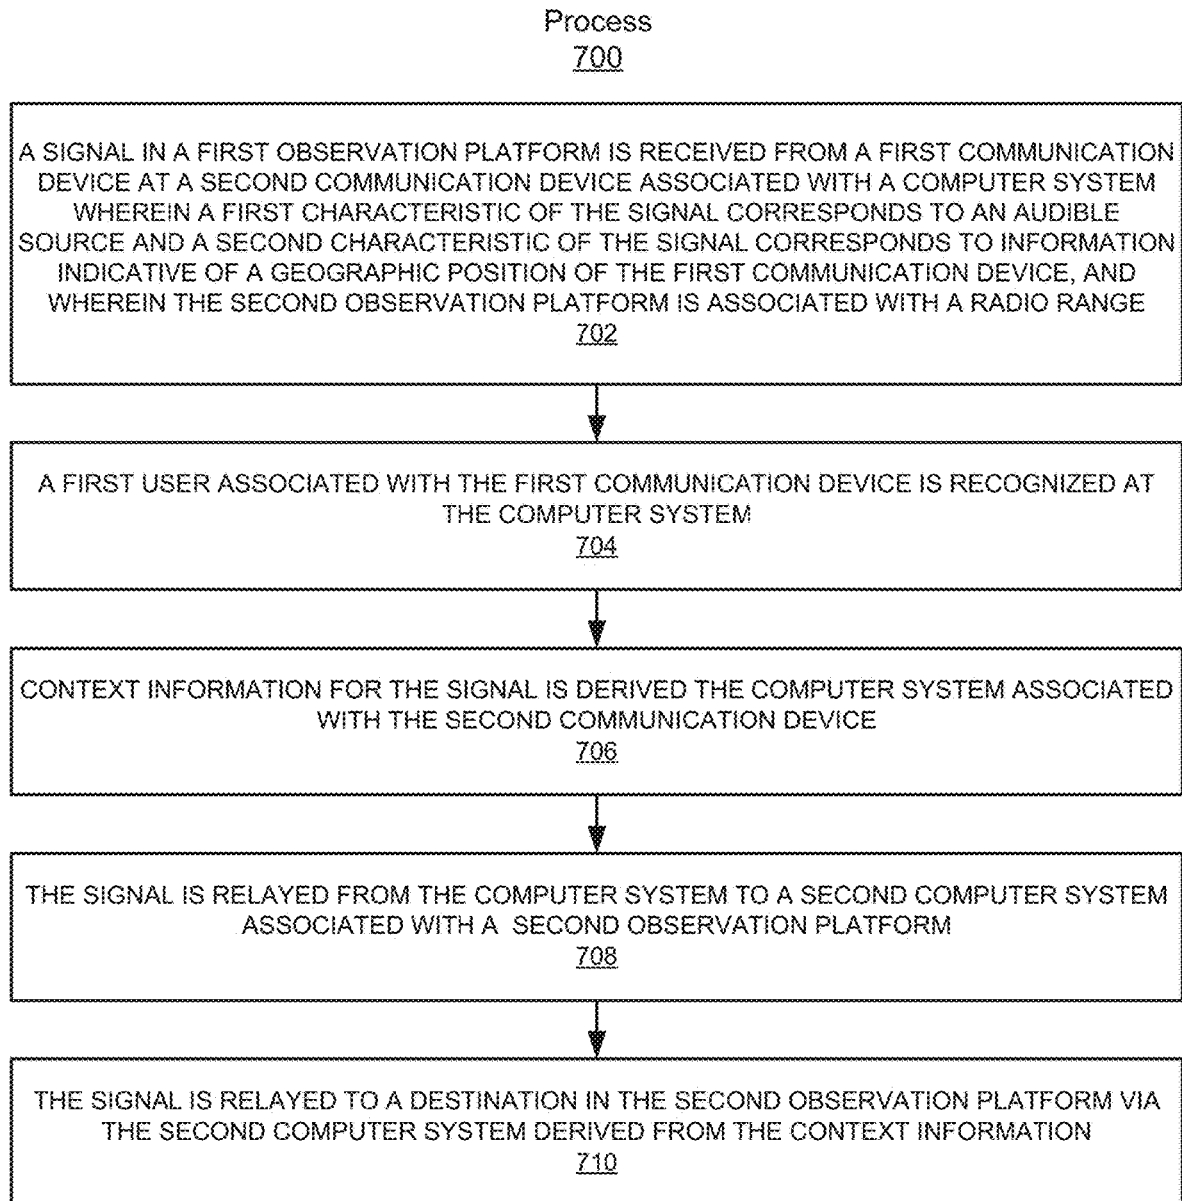 Process
700
A SIGNAL IN A FIRST OBSERVATION PLATFORM IS RECEIVED FROM A FIRST COMMUNICATION
DEVICE AT A SECOND COMMUNICATION DEVICE ASSOCIATED WITH A COMPUTER SYSTEM
WHEREIN A FIRST CHARACTERISTIC OF THE SIGNAL CORRESPONDS TO AN AUDIBLE
SOURCE AND A SECOND CHARACTERISTIC OF THE SIGNAL CORRESPONDS TO INFORMATION
INDICATIVE OF A GEOGRAPHIC POSITION OF THE FIRST COMMUNICATION DEVICE, AND
WHEREIN THE SECOND OBSERVATION PLATFORM IS ASSOCIATED WITH A RADIO RANGE
702
A FIRST USER ASSOCIATED WITH THE FIRST COMMUNICATION DEVICE IS RECOGNIZED AT
THE COMPUTER SYSTEM
704
CONTEXT INFORMATION FOR THE SIGNAL IS DERIVED THE COMPUTER SYSTEM ASSOCIATED
WITH THE SECOND COMMUNICATION DEVICE
706
THE SIGNAL IS RELAYED FROM THE COMPUTER SYSTEM TO A SECOND COMPUTER SYSTEM
ASSOCIATED WITH A SECOND OBSERVATION PLATFORM
708
THE SIGNAL IS RELAYED TO A DESTINATION IN THE SECOND OBSERVATION PLATFORM VIA
THE SECOND COMPUTER SYSTEM DERIVED FROM THE CONTEXT INFORMATION
710